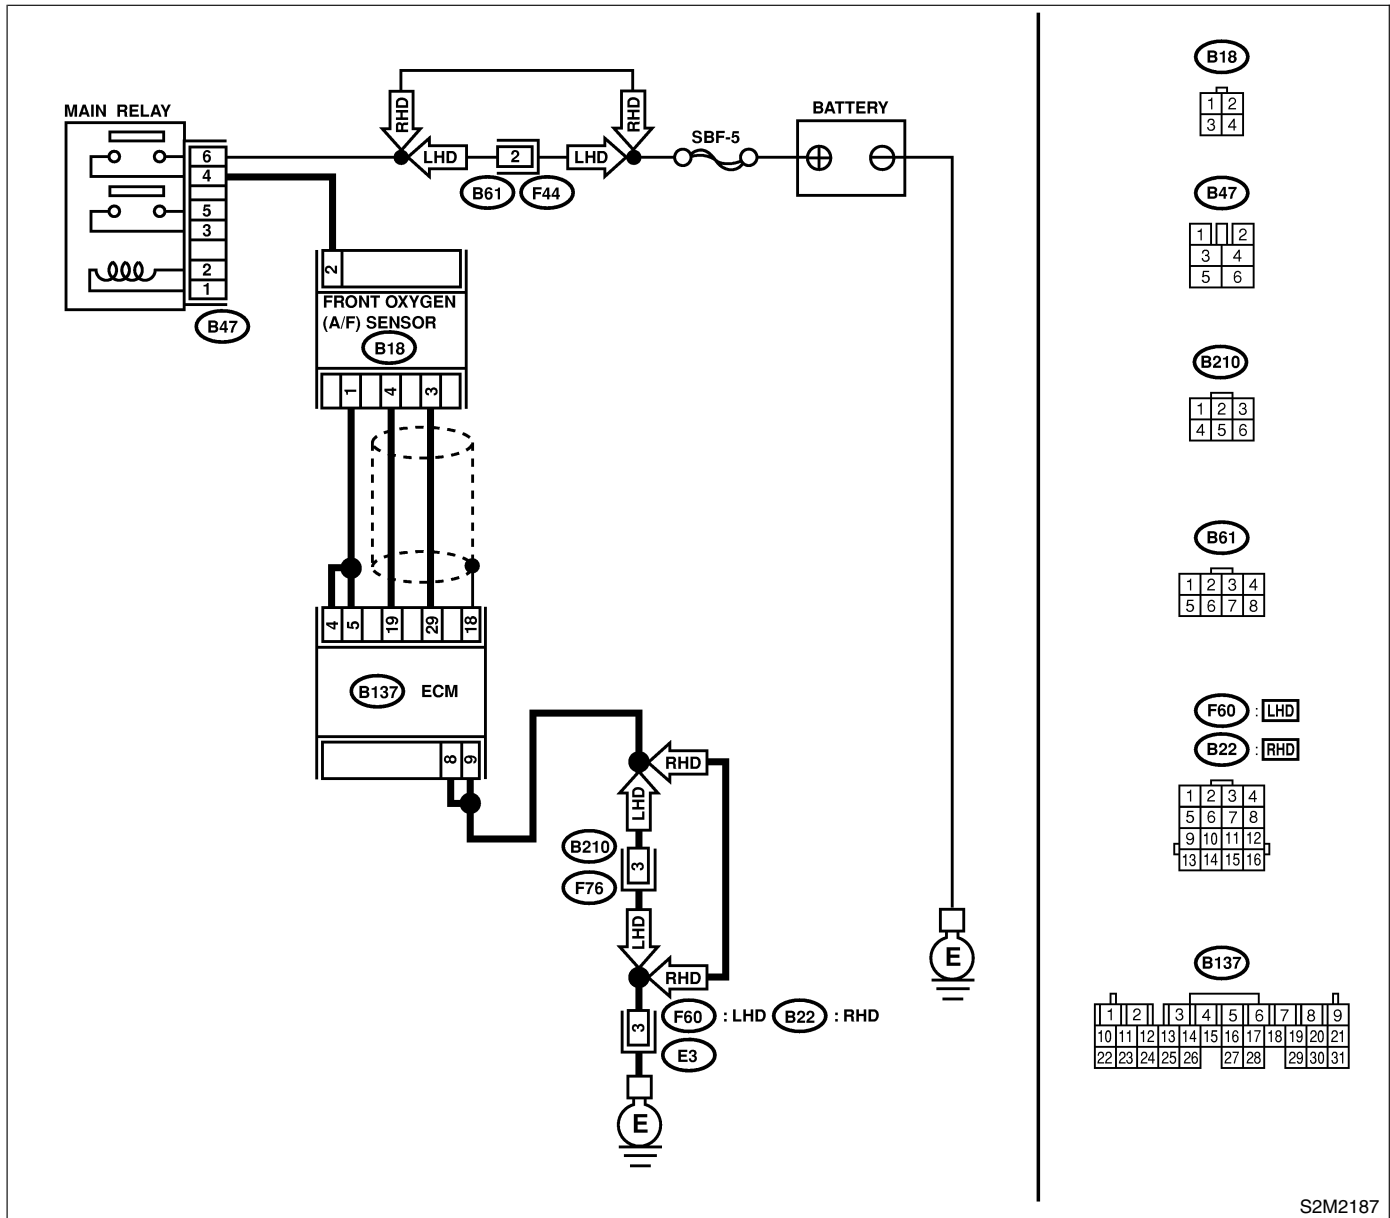 MAIN RELAY
6
4
5
3
2
1
B47
RHD
RHD
LHD
2
LHD
B61
F44
SBF-5
BATTERY
2
FRONT OXYGEN
(A/F) SENSOR
B18
1
4
3
4
5
19
29
18
B137
ECM
8
9
RHD
LHD
B210
3
F76
LHD
RHD
F60 : LHD B22 : RHD
3
E3
E
E
B18
1 2
3 4
B47
1 2
3 4
5 6
B210
1 2 3
4 5 6
B61
1 2 3 4
5 6 7 8
F60 : LHD
B22 : RHD
1 2 3 4
5 6 7 8
9 10 11 12
13 14 15 16
B137
1 2 3 4 5 6 7 8 9
10 11 12 13 14 15 16 17 18 19 20 21
22 23 24 25 26 27 28 29 30 31
S2M2187